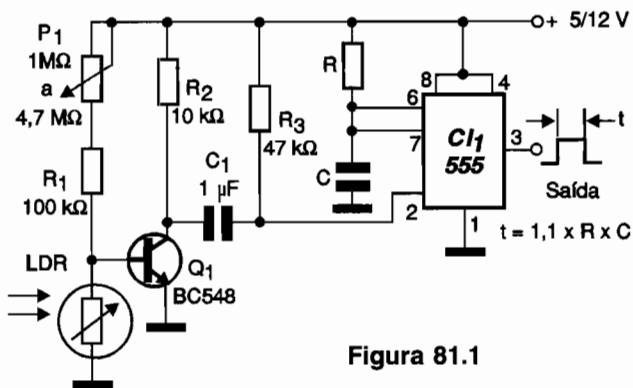 P1
1MΩ
a
4,7 MΩ
R1
100 kΩ
LDR
R2
10 kΩ
C1
1 µF
Q1
BC548
R3
47 kΩ
R
C
8
4
6
7
2
3
1
CI1
555
+ 5/12 V
t
Saída
t = 1,1 x R x C
Figura 81.1